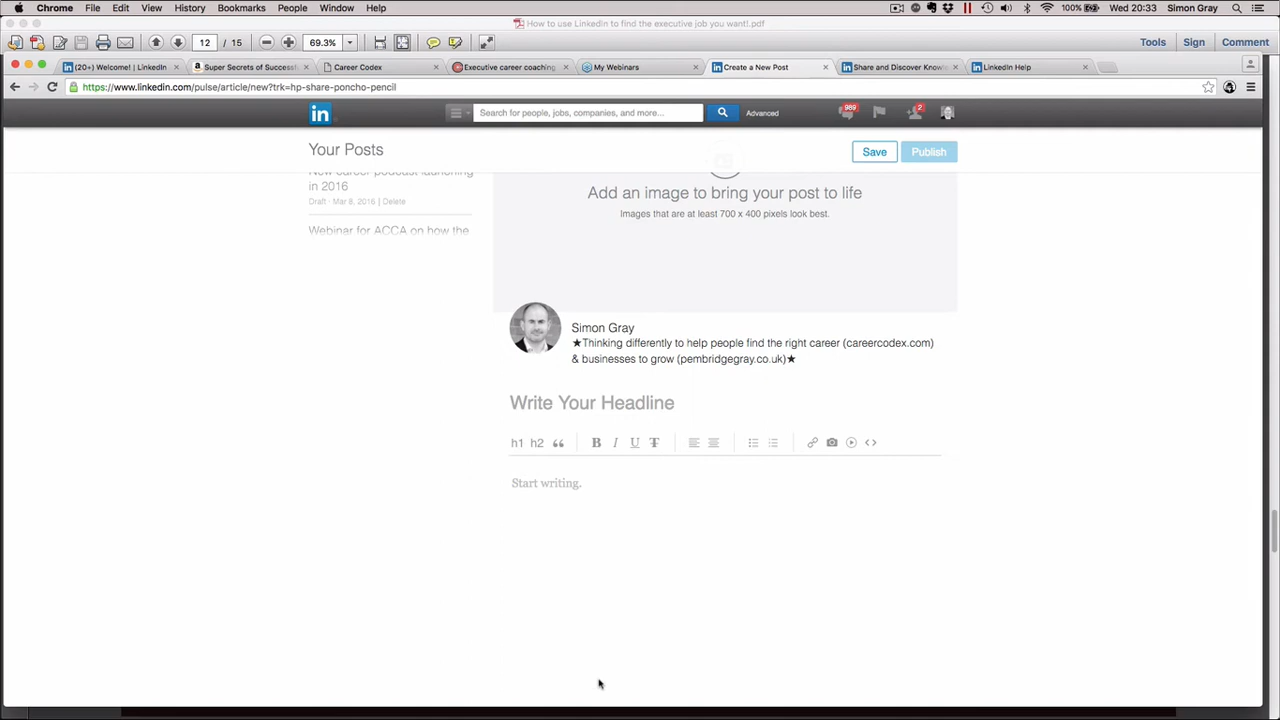 Chrome File Edit View History Bookmarks People Window Help 100% Wed 20:33 Simon Gray
How to use LinkedIn to find the executive job you want!.pdf
12 / 15 69.3% Tools Sign Comment
(20+) Welcome! | LinkedIn Super Secrets of Successf Career Codex Executive career coaching My Webinars Create a New Post Share and Discover Knowle LinkedIn Help
https://www.linkedin.com/pulse/article/new?trk=hp-share-poncho-pencil
in Search for people, jobs, companies, and more... Advanced 989 2
Your Posts Save Publish
New career podcast launching
in 2016
Draft · Mar 8, 2016 | Delete
Webinar for ACCA on how the
Add an image to bring your post to life
Images that are at least 700 x 400 pixels look best.
Simon Gray
★Thinking differently to help people find the right career (careercodex.com)
& businesses to grow (pembridgegray.co.uk)★
Write Your Headline
h1 h2 “ B I U T
Start writing.